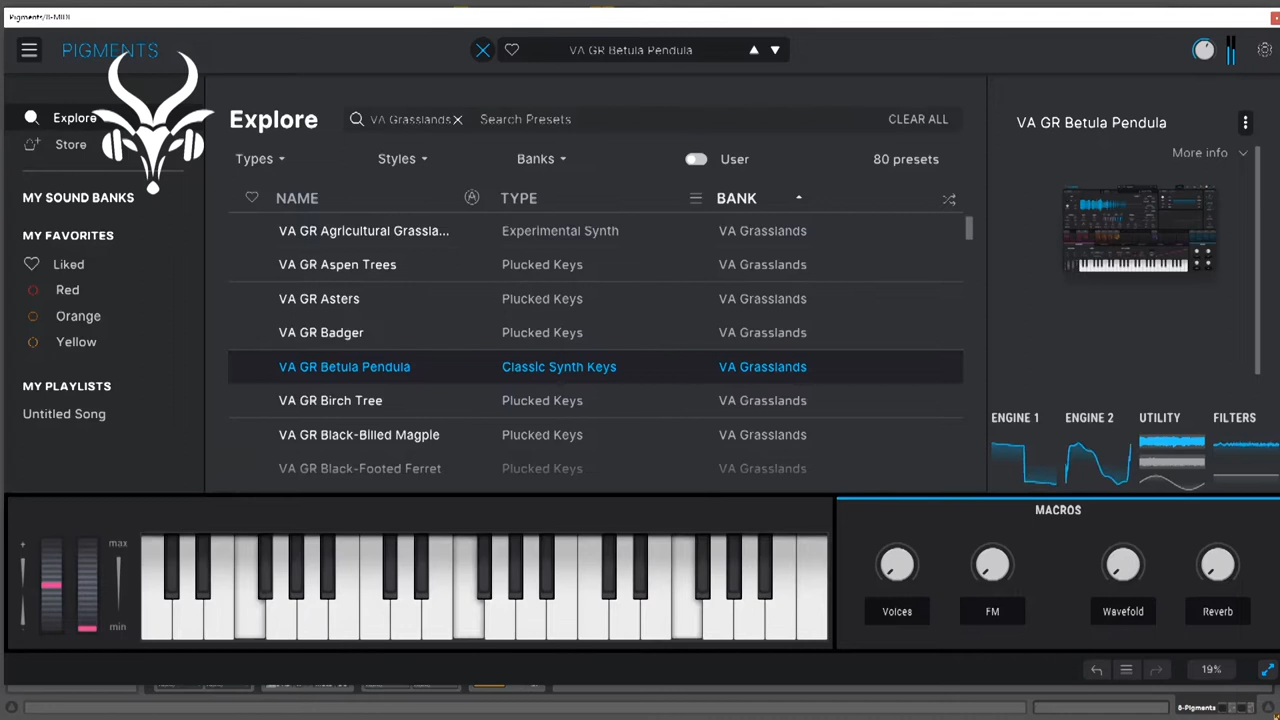 Pigments/8-MIDI
PIGMENTS
VA GR Betula Pendula
Explore
Store
MY SOUND BANKS
MY FAVORITES
Liked
Red
Orange
Yellow
MY PLAYLISTS
Untitled Song
Explore
VA Grasslands
Search Presets
CLEAR ALL
Types
Styles
Banks
User
80 presets
NAME TYPE BANK
VA GR Agricultural Grassla... Experimental Synth VA Grasslands
VA GR Aspen Trees Plucked Keys VA Grasslands
VA GR Asters Plucked Keys VA Grasslands
VA GR Badger Plucked Keys VA Grasslands
VA GR Betula Pendula Classic Synth Keys VA Grasslands
VA GR Birch Tree Plucked Keys VA Grasslands
VA GR Black-Billed Magpie Plucked Keys VA Grasslands
VA GR Black-Footed Ferret Plucked Keys VA Grasslands
VA GR Betula Pendula
More info
ENGINE 1 ENGINE 2 UTILITY FILTERS
+ max
- min
MACROS
Voices FM Wavefold Reverb
19%
8-Pigments